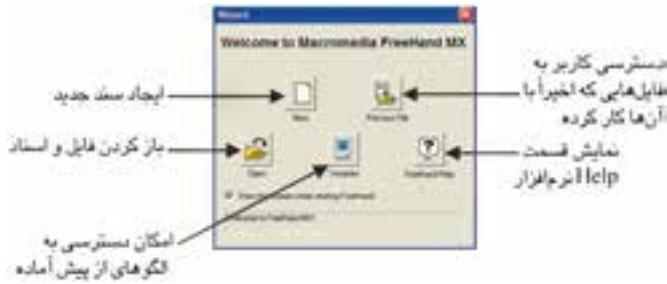 Wizard
Welcome to Macromedia FreeHand MX
ایجاد سند جدید
New
Previous File
دسترسی کاربر به
فایل‌هایی که اخیراً با
آن‌ها کار کرده
باز کردن فایل و اسناد
Open
Template
FreeHand Help
نمایش قسمت
Help نرم‌افزار
امکان دسترسی به
الگوهای از پیش آماده